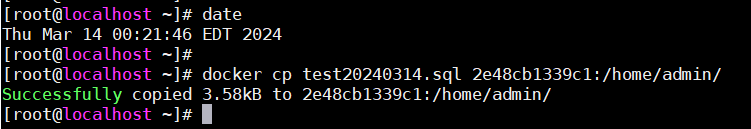 [root@localhost ~]# date
Thu Mar 14 00:21:46 EDT 2024
[root@localhost ~]#
[root@localhost ~]# docker cp test20240314.sql 2e48cb1339c1:/home/admin/
Successfully copied 3.58kB to 2e48cb1339c1:/home/admin/
[root@localhost ~]#